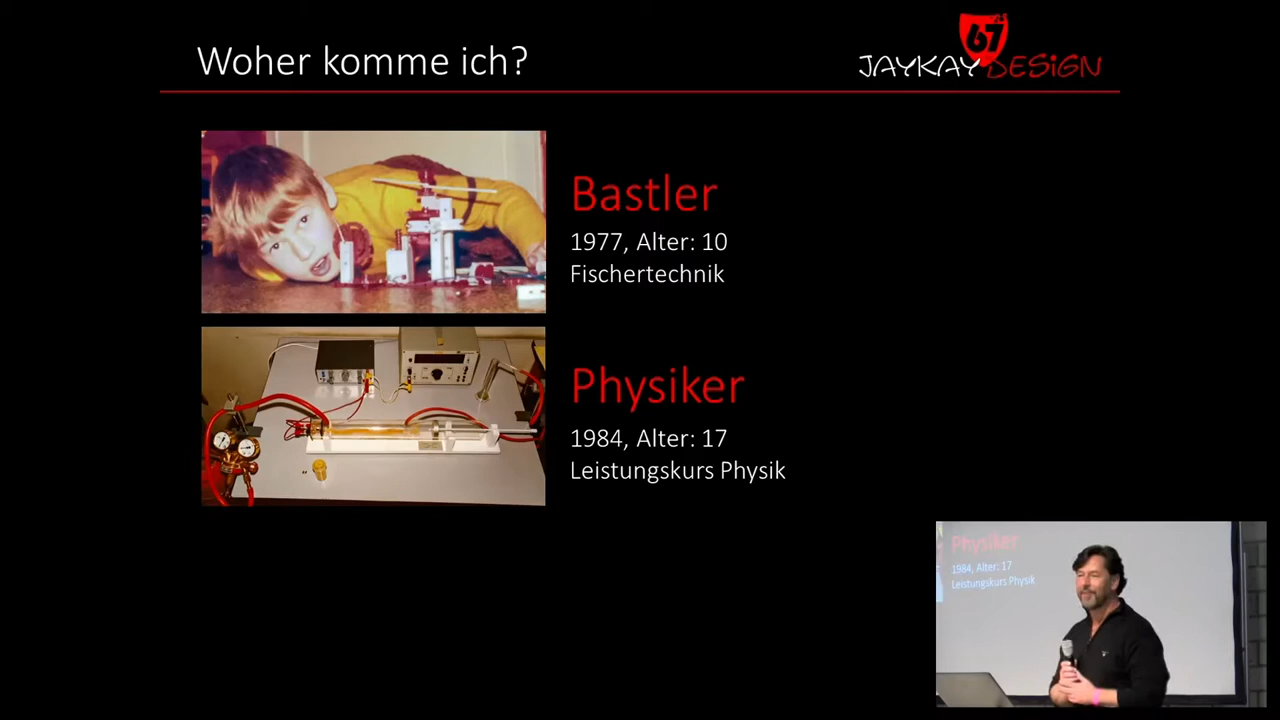 Woher komme ich?
67
JAYKAY DESiGN
Bastler
1977, Alter: 10
Fischertechnik
Physiker
1984, Alter: 17
Leistungskurs Physik
Physiker
1984, Alter: 17
Leistungskurs Physik